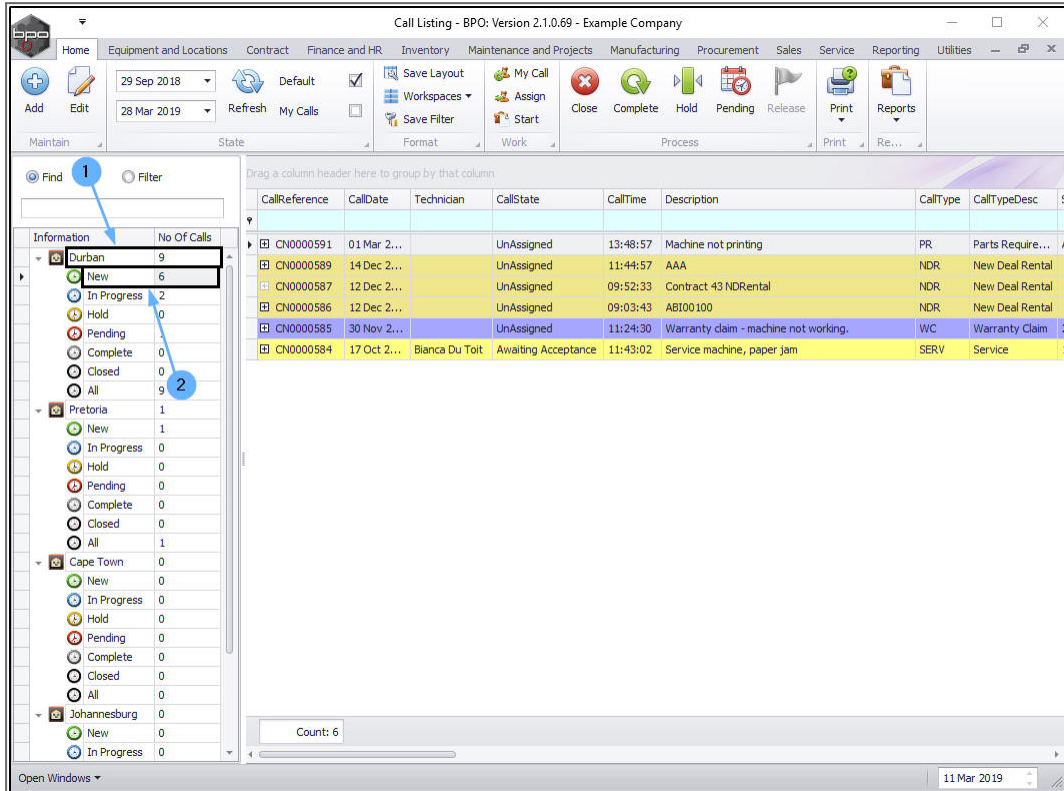 bpo
Call Listing - BPO: Version 2.1.0.69 - Example Company
Home Equipment and Locations Contract Finance and HR Inventory Maintenance and Projects Manufacturing Procurement Sales Service Reporting Utilities
29 Sep 2018 Default Save Layout My Call
28 Mar 2019 My Calls Workspaces Assign
Save Filter Start
Add Edit Refresh Close Complete Hold Pending Release Print Reports
Maintain State Format Work Process Print Re...
Find 1 Filter
Drag a column header here to group by that column
CallReference CallDate Technician CallState CallTime Description CallType CallTypeDesc
Information No Of Calls
CN0000591 01 Mar 2... UnAssigned 13:48:57 Machine not printing PR Parts Require...
CN0000589 14 Dec 2... UnAssigned 11:44:57 AAA NDR New Deal Rental
CN0000587 12 Dec 2... UnAssigned 09:52:33 Contract 43 NDRental NDR New Deal Rental
CN0000586 12 Dec 2... UnAssigned 09:03:43 ABI00100 NDR New Deal Rental
CN0000585 30 Nov 2... UnAssigned 11:24:30 Warranty claim - machine not working. WC Warranty Claim
CN0000584 17 Oct 2... Bianca Du Toit Awaiting Acceptance 11:43:02 Service machine, paper jam SERV Service
Durban 9
New 6
In Progress 2
Hold 0
Pending
Complete 0
Closed 0
All 9
2
Pretoria 1
New 1
In Progress 0
Hold 0
Pending 0
Complete 0
Closed 0
All 1
Cape Town 0
New 0
In Progress 0
Hold 0
Pending 0
Complete 0
Closed 0
All 0
Johannesburg 0
New 0
In Progress 0
Count: 6
Open Windows 11 Mar 2019